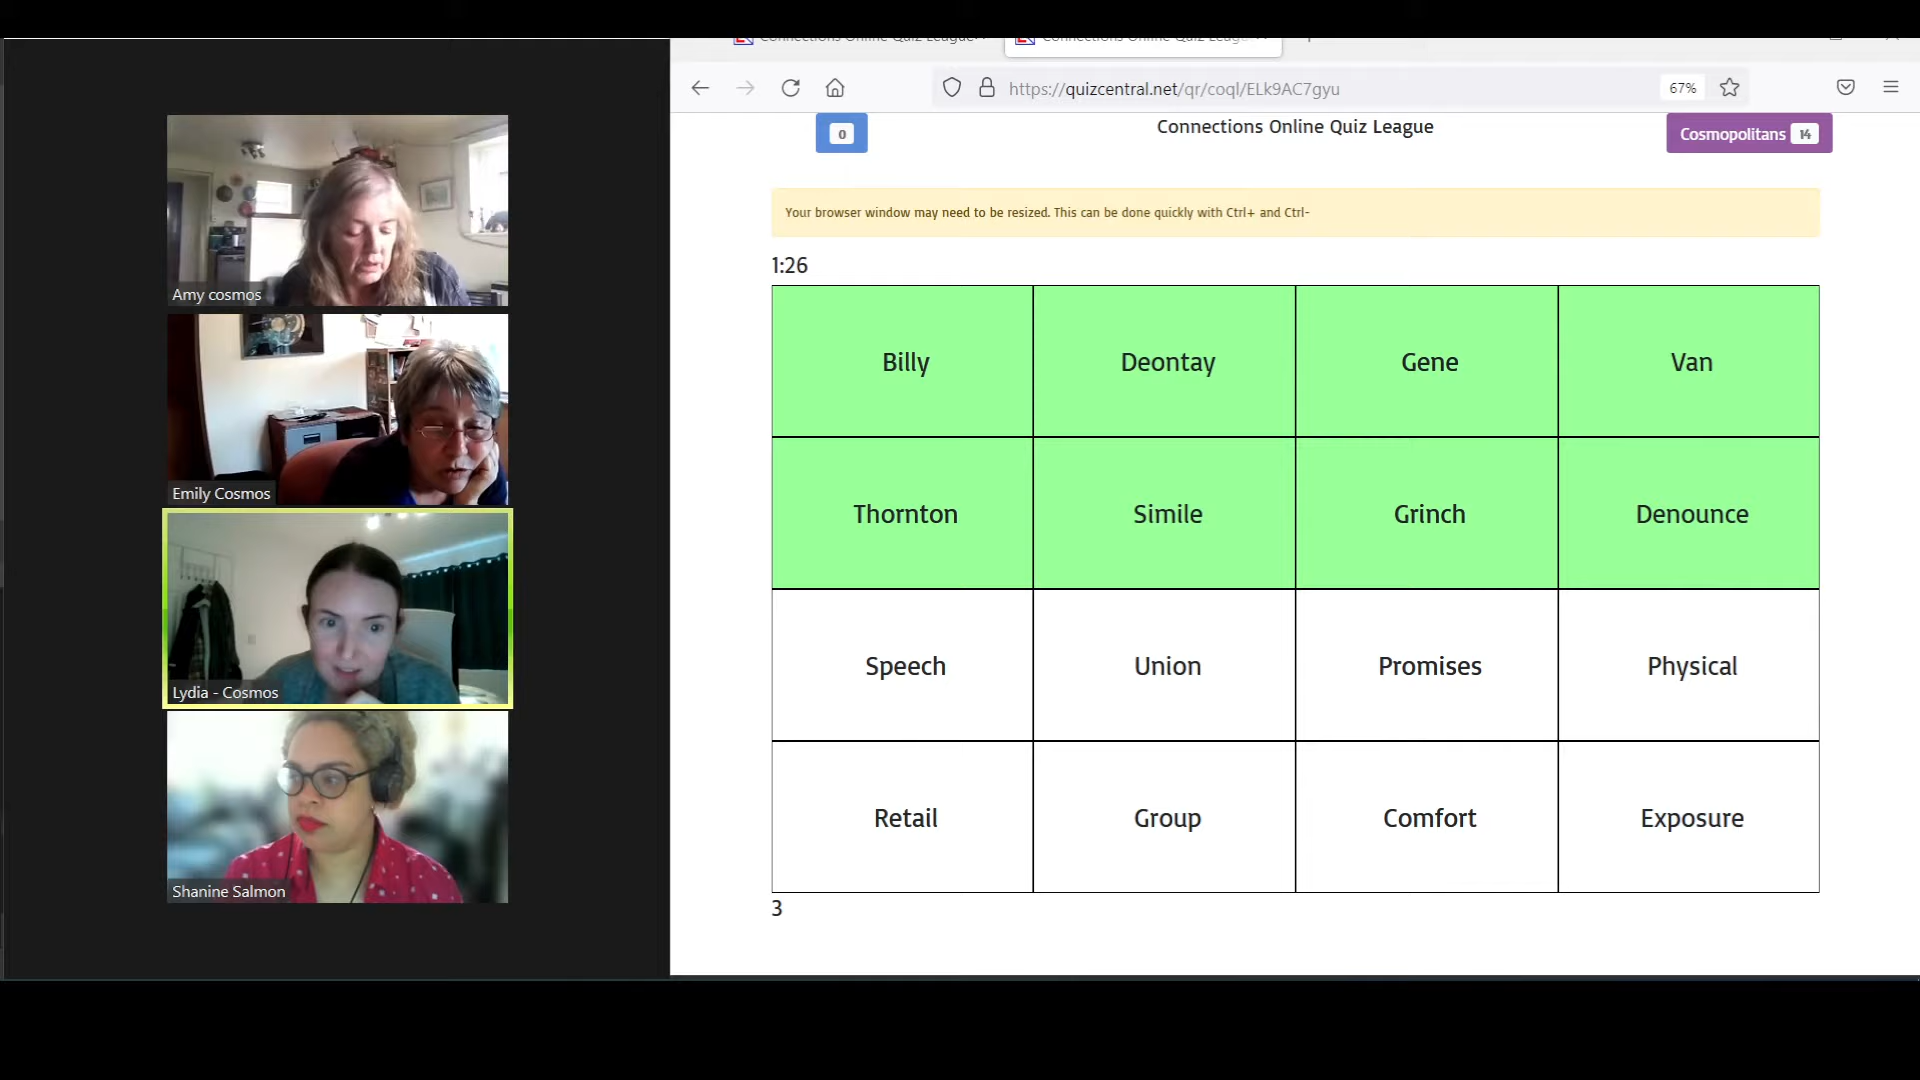 https://quizcentral.net/qr/coql/ELk9AC7gyu
67%
0
Connections Online Quiz League
Cosmopolitans 14
Your browser window may need to be resized. This can be done quickly with Ctrl+ and Ctrl-
1:26
Billy
Deontay
Gene
Van
Thornton
Simile
Grinch
Denounce
Speech
Union
Promises
Physical
Retail
Group
Comfort
Exposure
3
Amy cosmos
Emily Cosmos
Lydia - Cosmos
Shanine Salmon